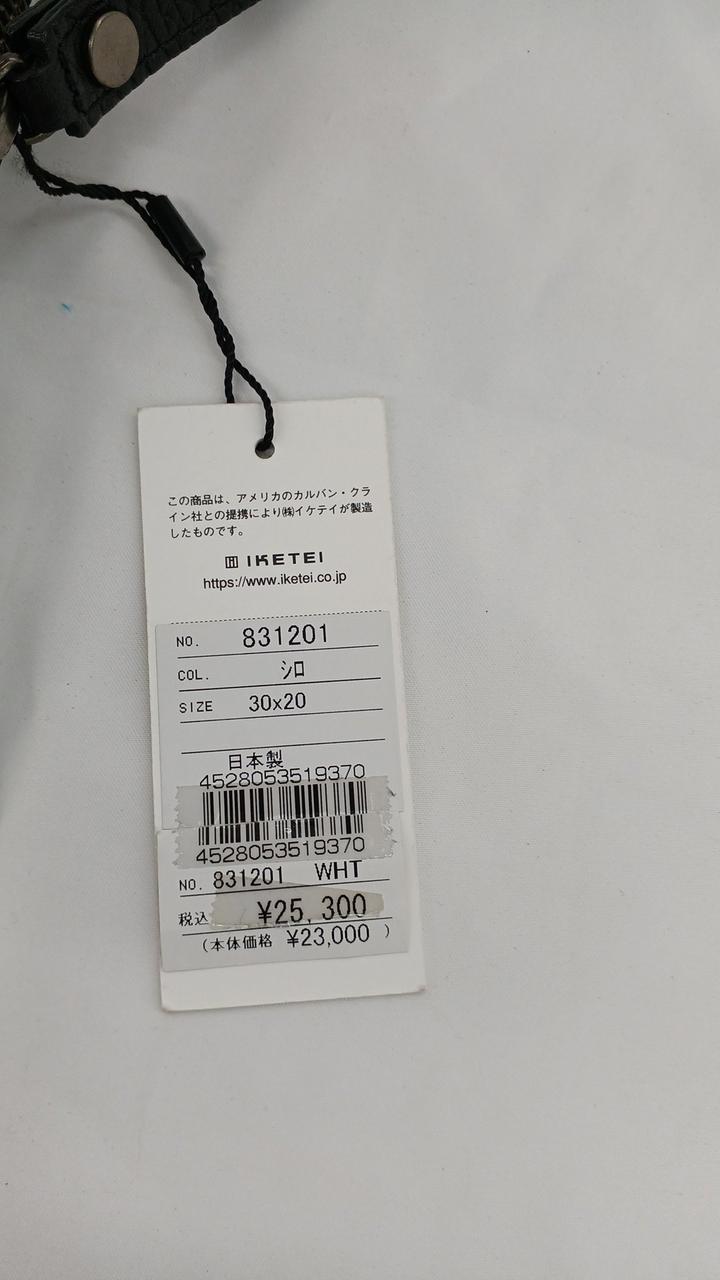 この商品は、アメリカのカルバン・クラ
イン社との提携により㈱イケテイが製造
したものです。
IKETEI
https://www.iketei.co.jp
NO. 831201
COL. シロ
SIZE 30x20
日本製
4528053519370
4528053519370
NO. 831201 WHT
税込 ¥25,300
(本体価格 ¥23,000 )